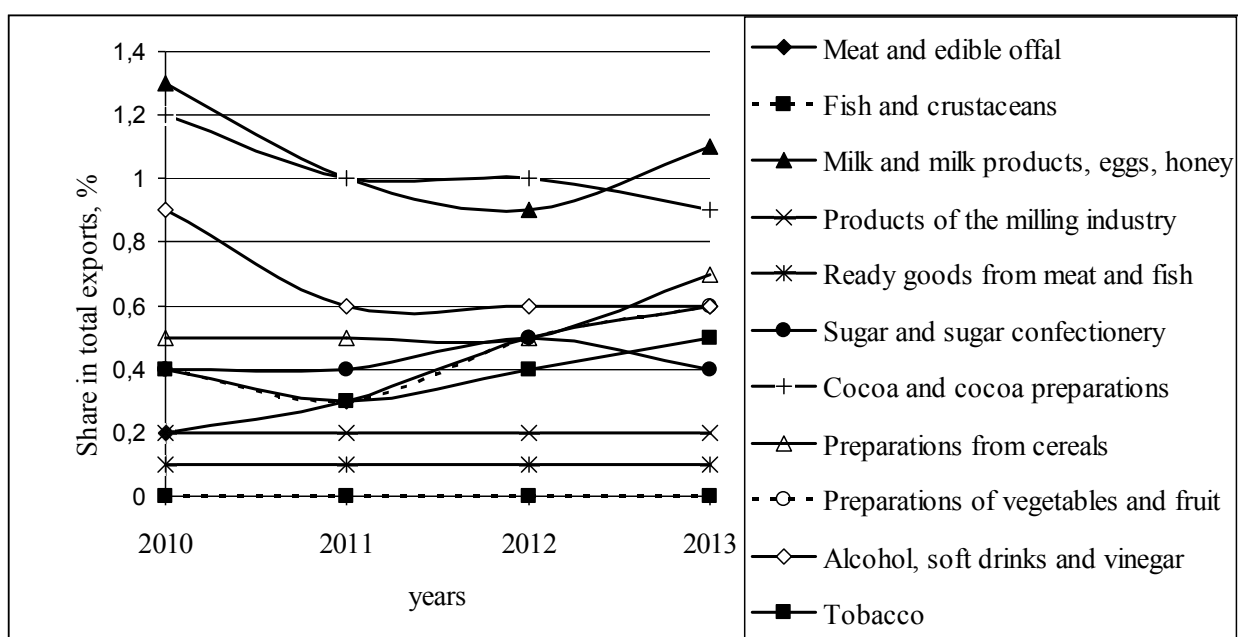 1,4
1,2
1
0,8
0,6
0,4
0,2
0
Share in total exports, %
2010 2011 2012 2013
years
Meat and edible offal
Fish and crustaceans
Milk and milk products, eggs, honey
Products of the milling industry
Ready goods from meat and fish
Sugar and sugar confectionery
Cocoa and cocoa preparations
Preparations from cereals
Preparations of vegetables and fruit
Alcohol, soft drinks and vinegar
Tobacco